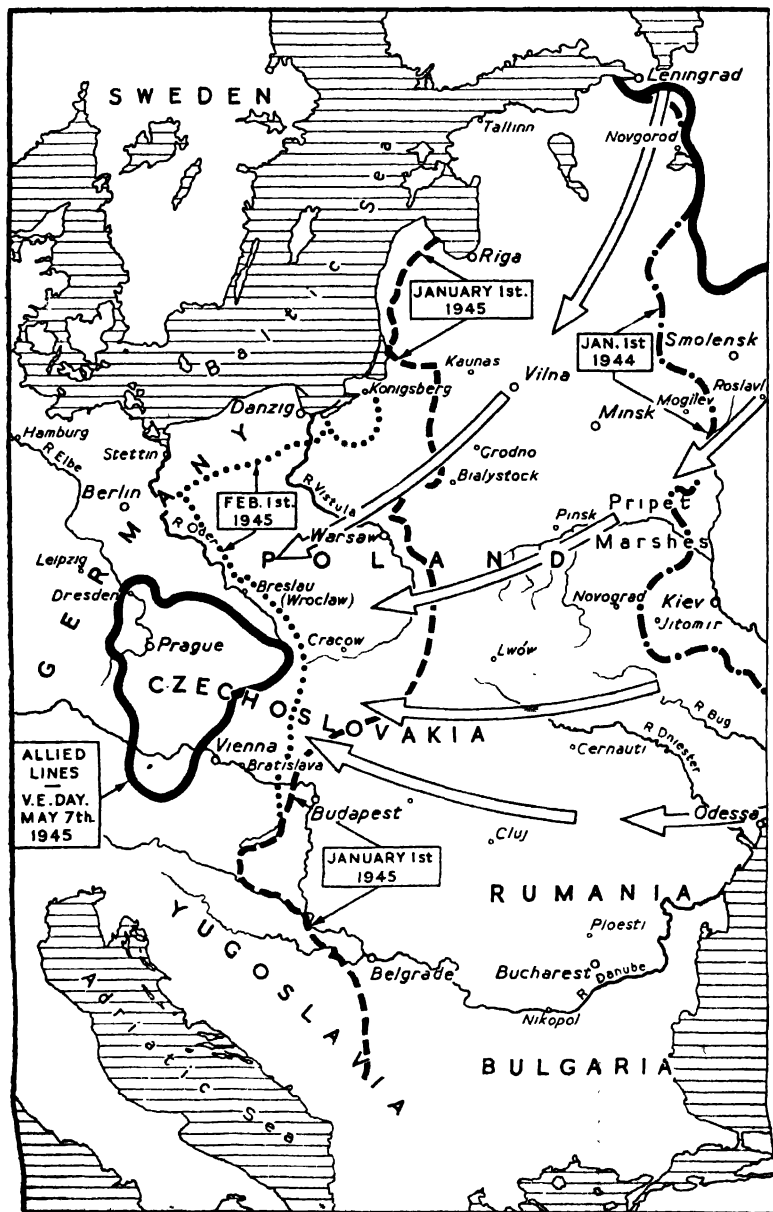 Leningrad
SWEDEN
Tallinn
Novgorod
Baltic Sea
Riga
JANUARY 1st.
1945
JAN. 1st
1944
Smolensk
Kaunas
Vilna
Roslavl
Konigsberg
Mogilev
Danzig
Minsk
Hamburg
R Elbe
Stettin
Grodno
Bialystock
R Vistula
Berlin
FEB. 1st.
1945
R Oder
Warsaw
Pinsk
Pripet
Marshes
GERMANY
POLAND
Leipzig
Dresden
Breslau
(Wroclaw)
Novograd
Kiev
Jitomir
Prague
Cracow
Lwów
CZECHOSLOVAKIA
R Bug
R Dniester
ALLIED
LINES
—
V.E. DAY.
MAY 7th.
1945
Vienna
Bratislava
Cernauti
Budapest
Odessa
Cluj
JANUARY 1st
1945
RUMANIA
YUGOSLAVIA
Ploesti
Belgrade
Bucharest
R Danube
Nikopol
Adriatic Sea
BULGARIA